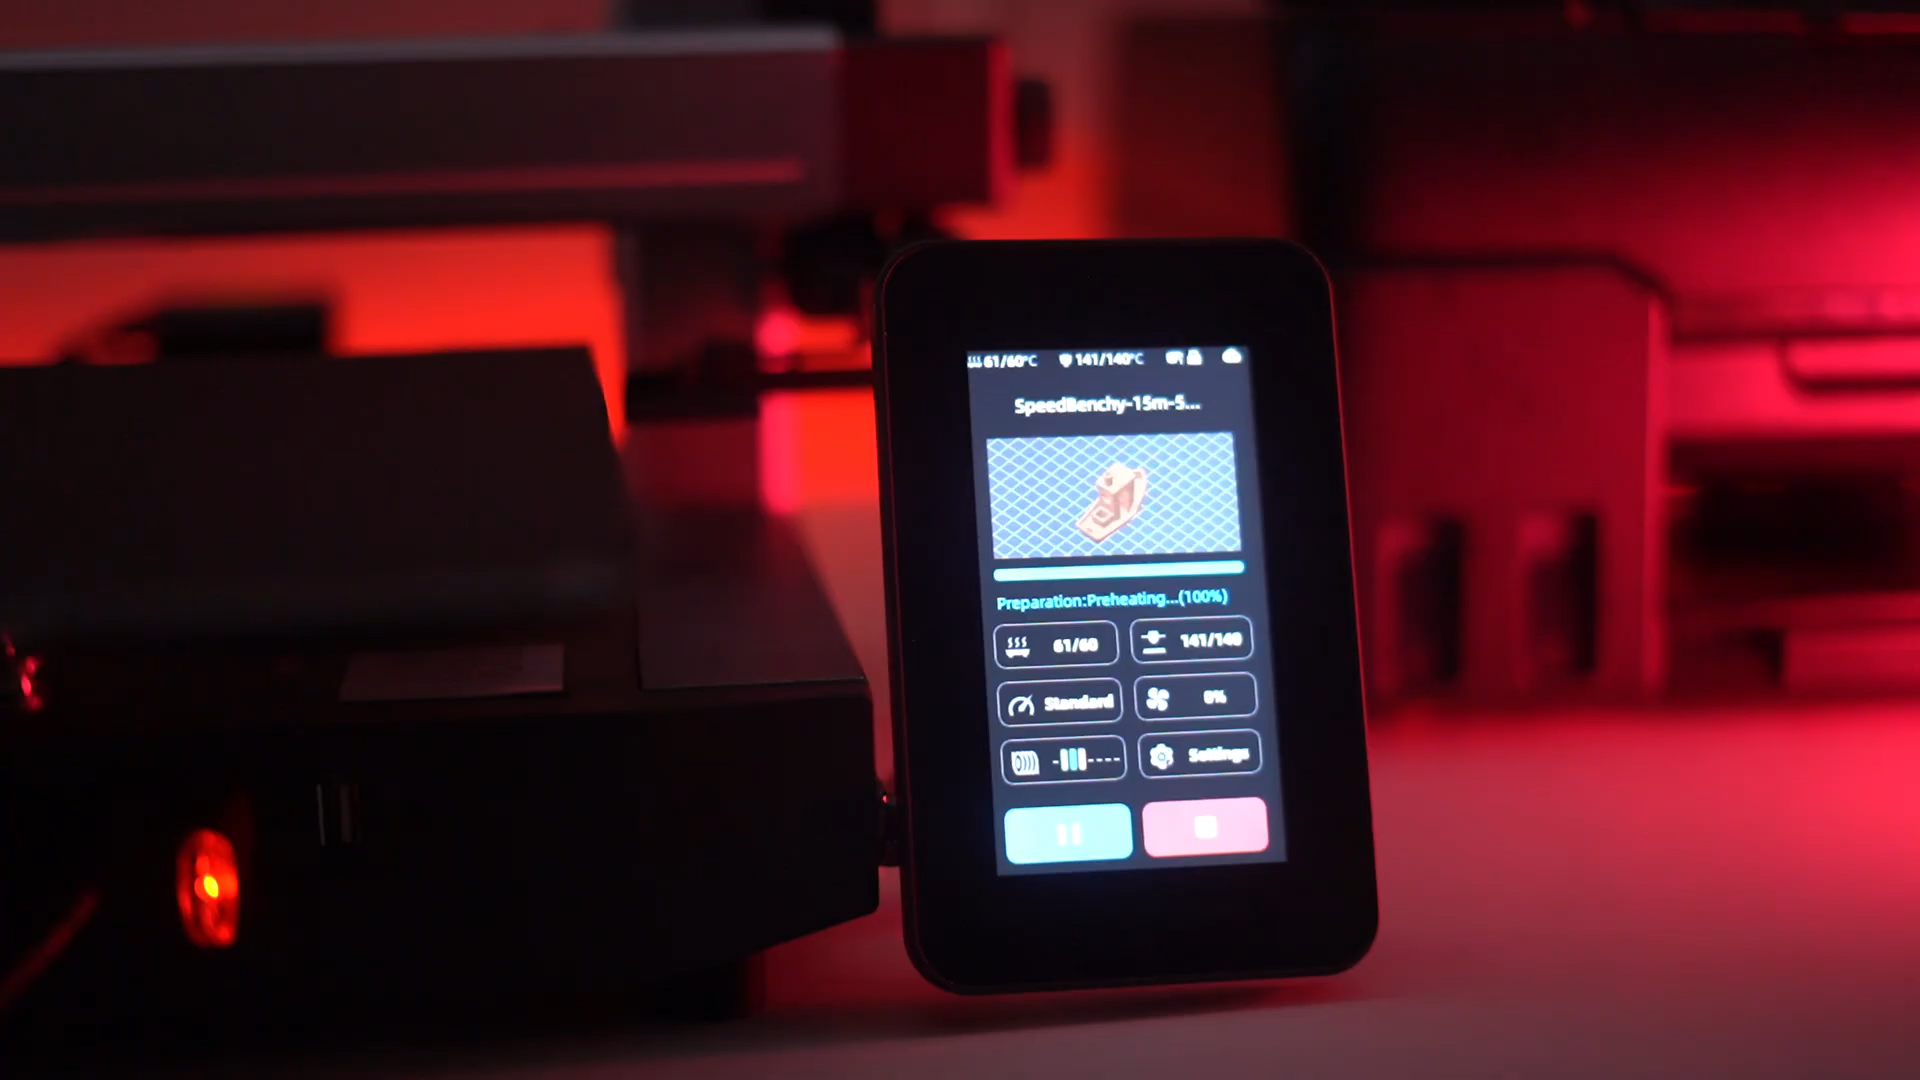 61/60°C 141/140°C
SpeedBenchy-15m-5...
Preparation:Preheating...(100%)
61/60 141/140
Standard 0%
Settings